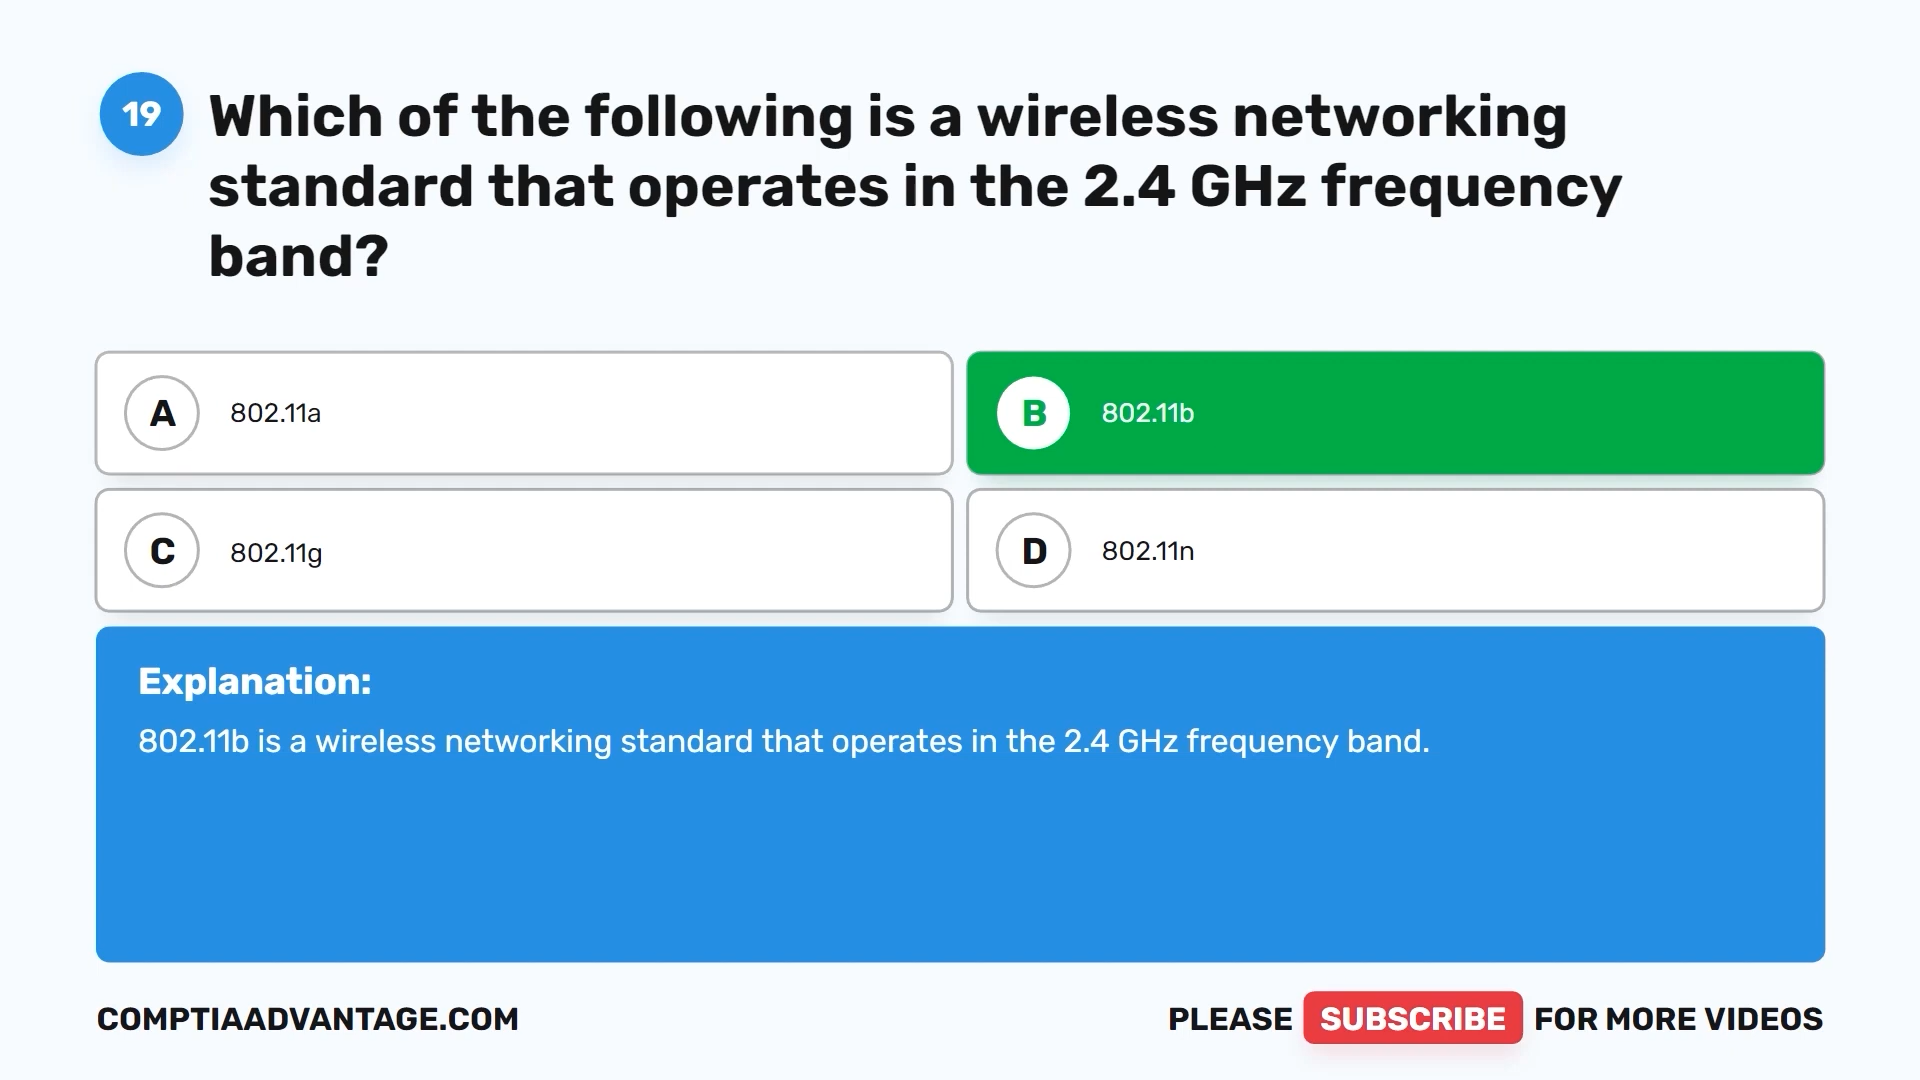 19
Which of the following is a wireless networking
standard that operates in the 2.4 GHz frequency
band?
A 802.11a
B 802.11b
C 802.11g
D 802.11n
Explanation:
802.11b is a wireless networking standard that operates in the 2.4 GHz frequency band.
COMPTIAADVANTAGE.COM
PLEASE SUBSCRIBE FOR MORE VIDEOS